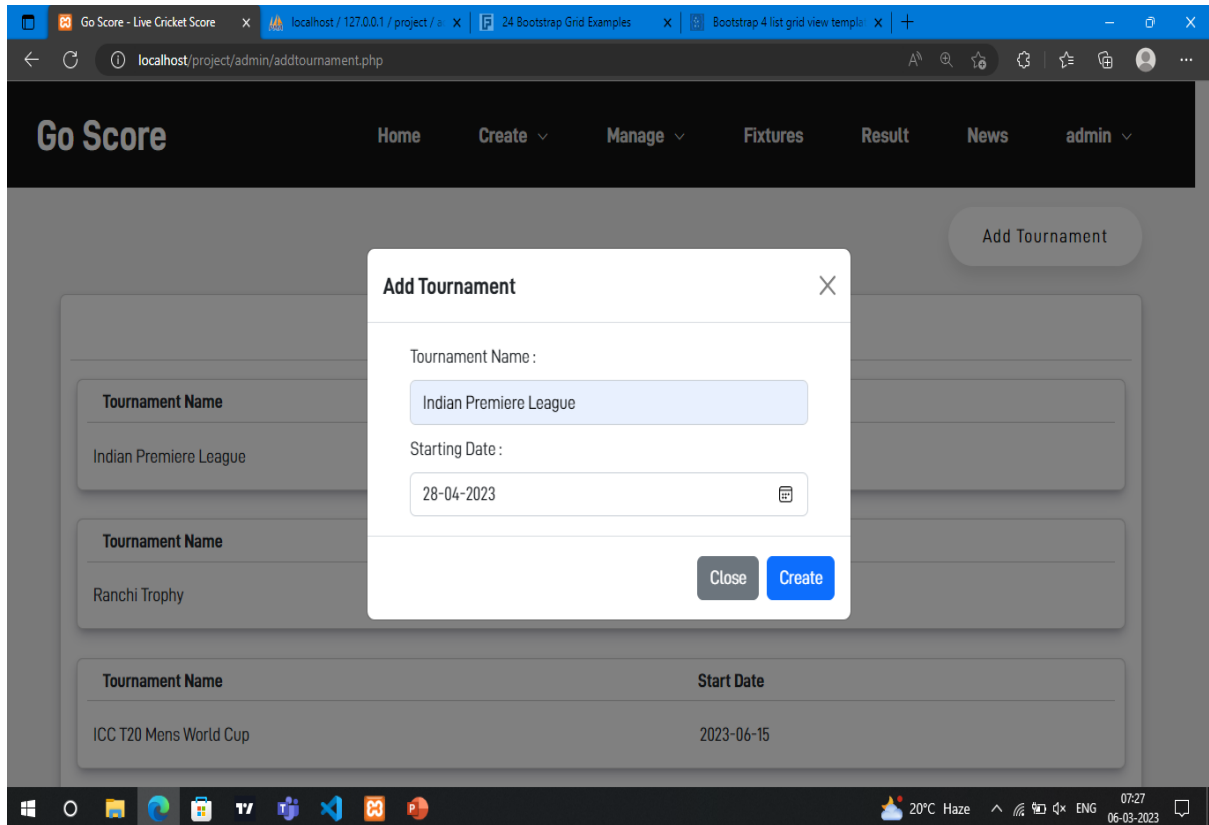 Go Score - Live Cricket Score
localhost / 127.0.0.1 / project / a
24 Bootstrap Grid Examples
Bootstrap 4 list grid view templa
localhost/project/admin/addtournament.php
Go Score
Home Create Manage Fixtures Result News admin
Add Tournament
Add Tournament
Tournament Name :
Indian Premiere League
Starting Date :
28-04-2023
Close Create
Tournament Name
Indian Premiere League
Tournament Name
Ranchi Trophy
Tournament Name Start Date
ICC T20 Mens World Cup 2023-06-15
20°C Haze ENG 07:27
06-03-2023